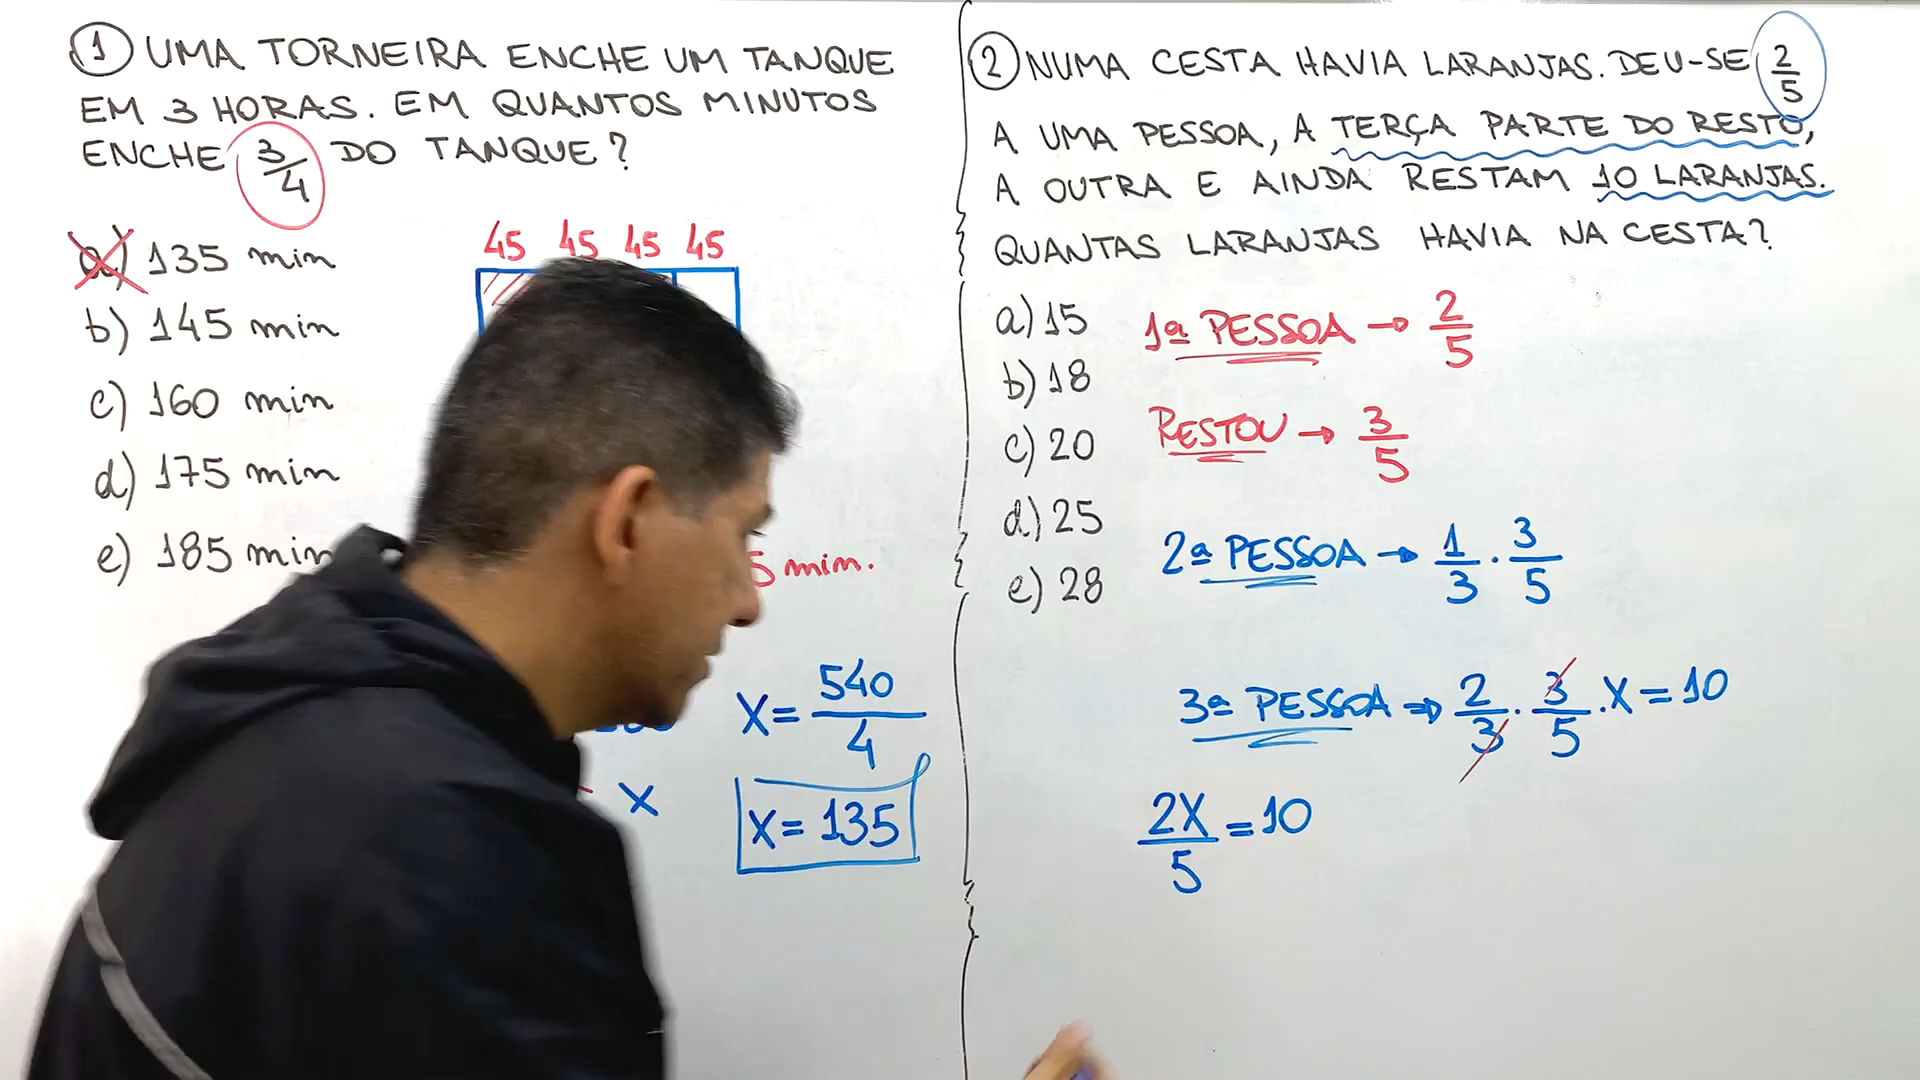 1 UMA TORNEIRA ENCHE UM TANQUE
EM 3 HORAS. EM QUANTOS MINUTOS
ENCHE 3/4 DO TANQUE?
a) 135 min
b) 145 min
c) 160 min
d) 175 min
e) 185 min
45 45 45 45
5 min.
X = 540/4
X
X = 135
2 NUMA CESTA HAVIA LARANJAS. DEU-SE 2/5
A UMA PESSOA, A TERÇA PARTE DO RESTO,
A OUTRA E AINDA RESTAM 10 LARANJAS.
QUANTAS LARANJAS HAVIA NA CESTA?
a) 15
b) 18
c) 20
d) 25
e) 28
1ª PESSOA → 2/5
RESTOU → 3/5
2ª PESSOA → 1/3 . 3/5
3ª PESSOA ⇒ 2/3 . 3/5 . X = 10
2X/5 = 10